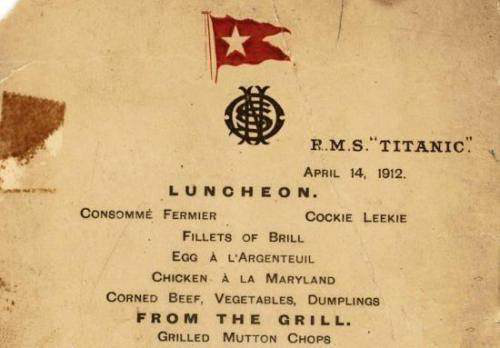 R.M.S. "TITANIC".
APRIL 14, 1912.
LUNCHEON.
CONSOMMÉ FERMIER COCKIE LEEKIE
FILLETS OF BRILL
EGG À L'ARGENTEUIL
CHICKEN À LA MARYLAND
CORNED BEEF, VEGETABLES, DUMPLINGS
FROM THE GRILL.
GRILLED MUTTON CHOPS